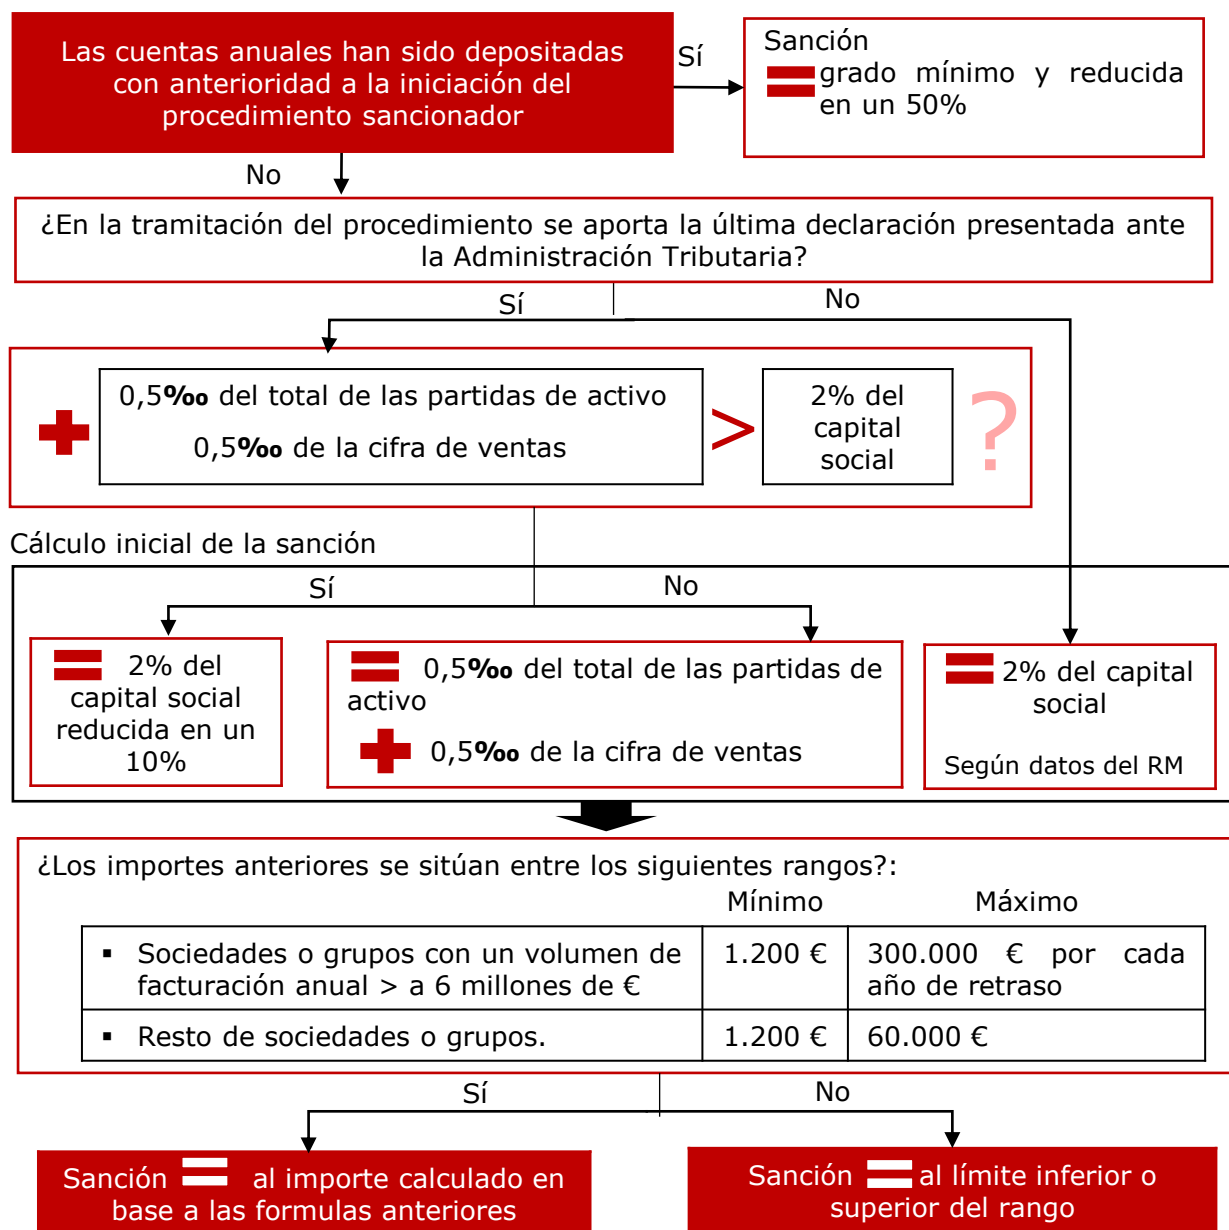 Las cuentas anuales han sido depositadas
con anterioridad a la iniciación del
procedimiento sancionador
Sí
Sanción
grado mínimo y reducida
en un 50%
No
¿En la tramitación del procedimiento se aporta la última declaración presentada ante
la Administración Tributaria?
Sí
No
0,5‰ del total de las partidas de activo
0,5‰ de la cifra de ventas
>
2% del
capital
social
?
Cálculo inicial de la sanción
Sí
No
2% del
capital social
reducida en un
10%
0,5‰ del total de las partidas de
activo
0,5‰ de la cifra de ventas
2% del capital
social
Según datos del RM
¿Los importes anteriores se sitúan entre los siguientes rangos?:
Mínimo Máximo
▪ Sociedades o grupos con un volumen de
facturación anual > a 6 millones de €
1.200 €
300.000 € por cada
año de retraso
▪ Resto de sociedades o grupos.
1.200 €
60.000 €
Sí
No
Sanción = al importe calculado en
base a las formulas anteriores
Sanción = al límite inferior o
superior del rango